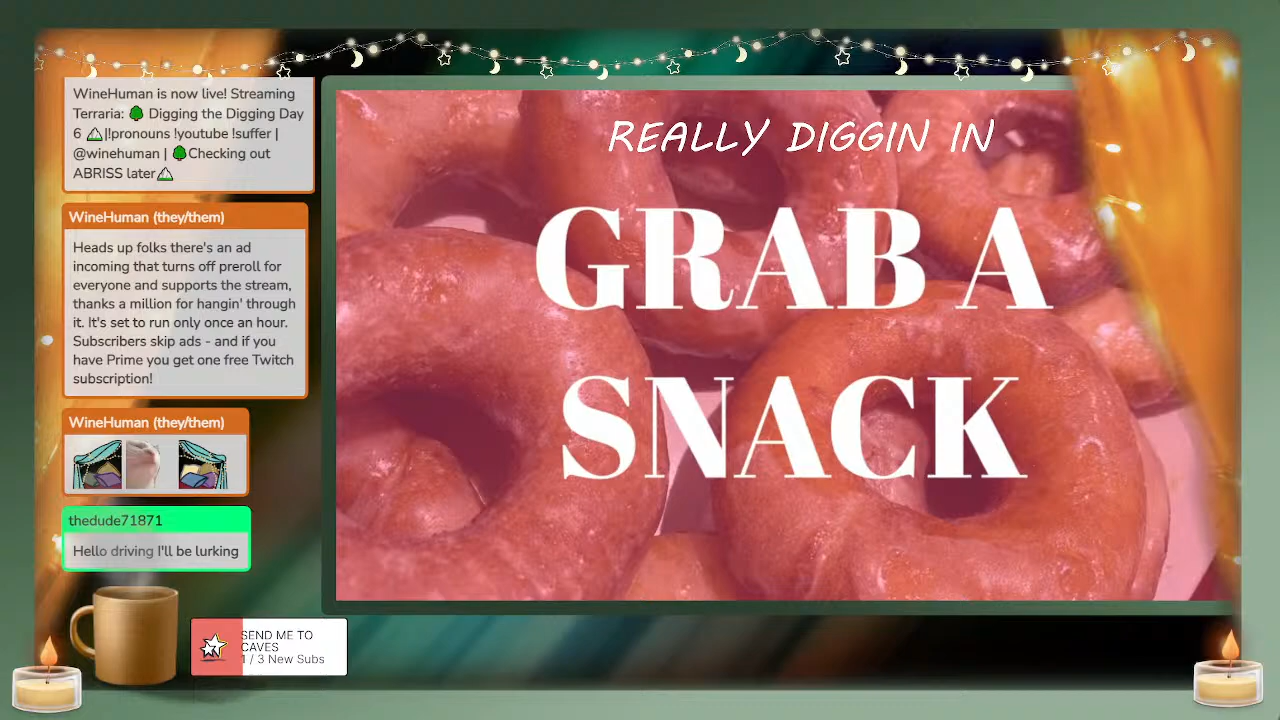 WineHuman is now live! Streaming
Terraria: 🌳 Digging the Digging Day
6 🏔|!pronouns !youtube !suffer |
@winehuman | 🌳Checking out
ABRISS later🏔
WineHuman (they/them)
Heads up folks there's an ad
incoming that turns off preroll for
everyone and supports the stream,
thanks a million for hangin' through
it. It's set to run only once an hour.
Subscribers skip ads - and if you
have Prime you get one free Twitch
subscription!
WineHuman (they/them)
thedude71871
Hello driving I'll be lurking
SEND ME TO
CAVES
1 / 3 New Subs
REALLY DIGGIN IN
GRAB A
SNACK